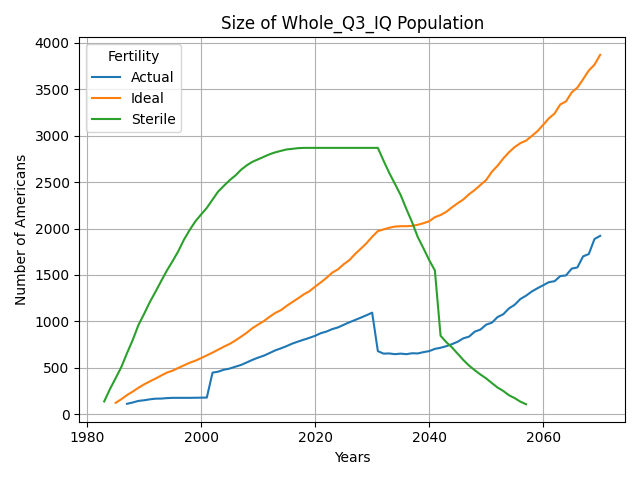 Size of Whole_Q3_IQ Population
Number of Americans
4000
3500
3000
2500
2000
1500
1000
500
0
Fertility
Actual
Ideal
Sterile
1980
2000
2020
2040
2060
Years